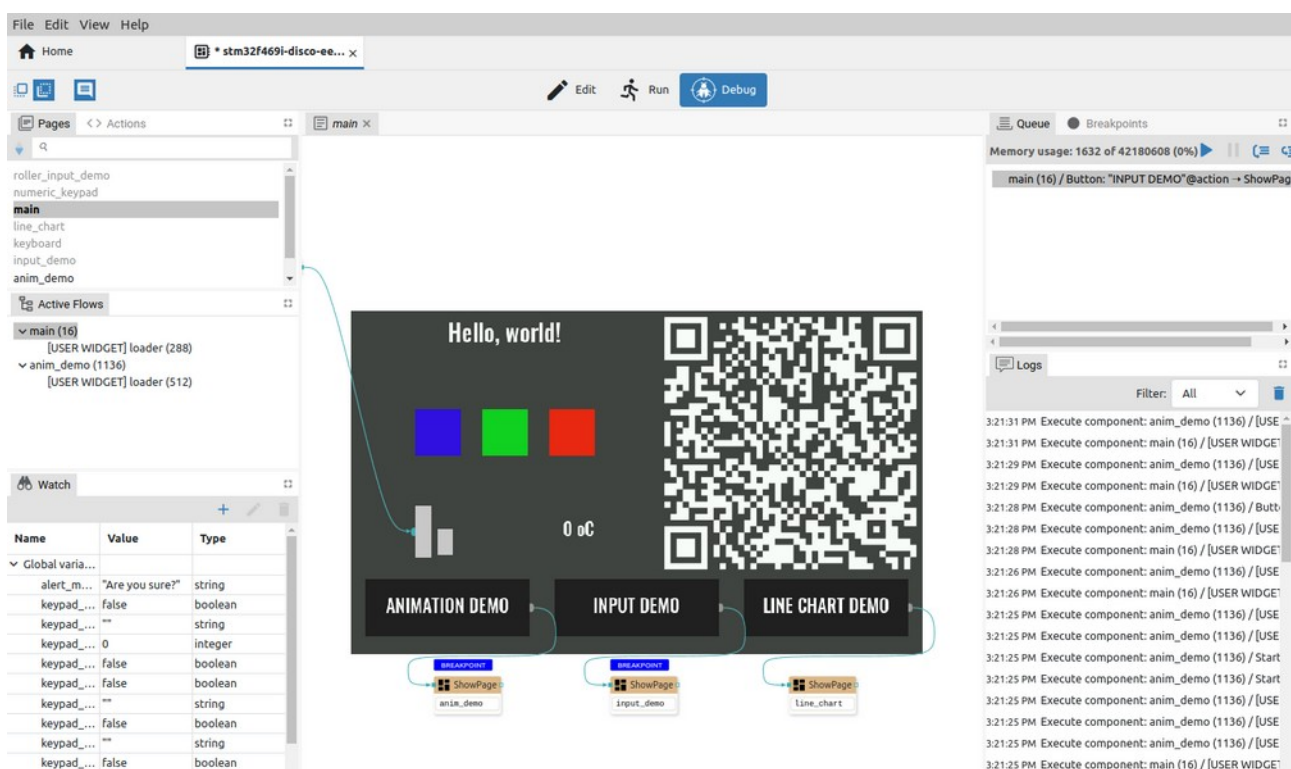 File Edit View Help
Home
* stm32f469i-disco-ee... ×
Edit Run Debug
Pages
<> Actions
roller_input_demo
numeric_keypad
main
line_chart
keyboard
input_demo
anim_demo
Active Flows
main (16)
[USER WIDGET] loader (288)
anim_demo (1136)
[USER WIDGET] loader (512)
Watch
+
Name Value Type
Global varia...
alert_m... "Are you sure?" string
keypad_... false boolean
keypad_... "" string
keypad_... 0 integer
keypad_... false boolean
keypad_... false boolean
keypad_... "" string
keypad_... false boolean
keypad_... "" string
keypad_... false boolean
main ×
Hello, world!
0 oC
ANIMATION DEMO
INPUT DEMO
LINE CHART DEMO
BREAKPOINT
BREAKPOINT
ShowPage
anim_demo
ShowPage
input_demo
ShowPage
line_chart
Queue
Breakpoints
Memory usage: 1632 of 42180608 (0%)
main (16) / Button: "INPUT DEMO"@action → ShowPag
Logs
Filter: All
3:21:31 PM Execute component: anim_demo (1136) / [USE
3:21:31 PM Execute component: main (16) / [USER WIDGET
3:21:29 PM Execute component: anim_demo (1136) / [USE
3:21:29 PM Execute component: main (16) / [USER WIDGET
3:21:28 PM Execute component: anim_demo (1136) / Butt
3:21:28 PM Execute component: anim_demo (1136) / [USE
3:21:28 PM Execute component: main (16) / [USER WIDGET
3:21:26 PM Execute component: anim_demo (1136) / [USE
3:21:26 PM Execute component: main (16) / [USER WIDGET
3:21:25 PM Execute component: anim_demo (1136) / [USE
3:21:25 PM Execute component: anim_demo (1136) / [USE
3:21:25 PM Execute component: anim_demo (1136) / Start
3:21:25 PM Execute component: anim_demo (1136) / Start
3:21:25 PM Execute component: anim_demo (1136) / [USE
3:21:25 PM Execute component: anim_demo (1136) / [USE
3:21:25 PM Execute component: anim_demo (1136) / [USE
3:21:25 PM Execute component: main (16) / [USER WIDGET